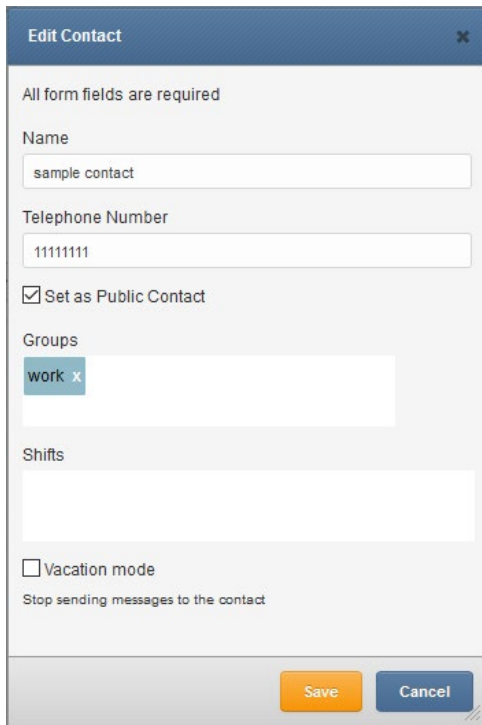 Edit Contact
All form fields are required
Name
sample contact
Telephone Number
11111111
Set as Public Contact
Groups
work x
Shifts
Vacation mode
Stop sending messages to the contact
Save Cancel